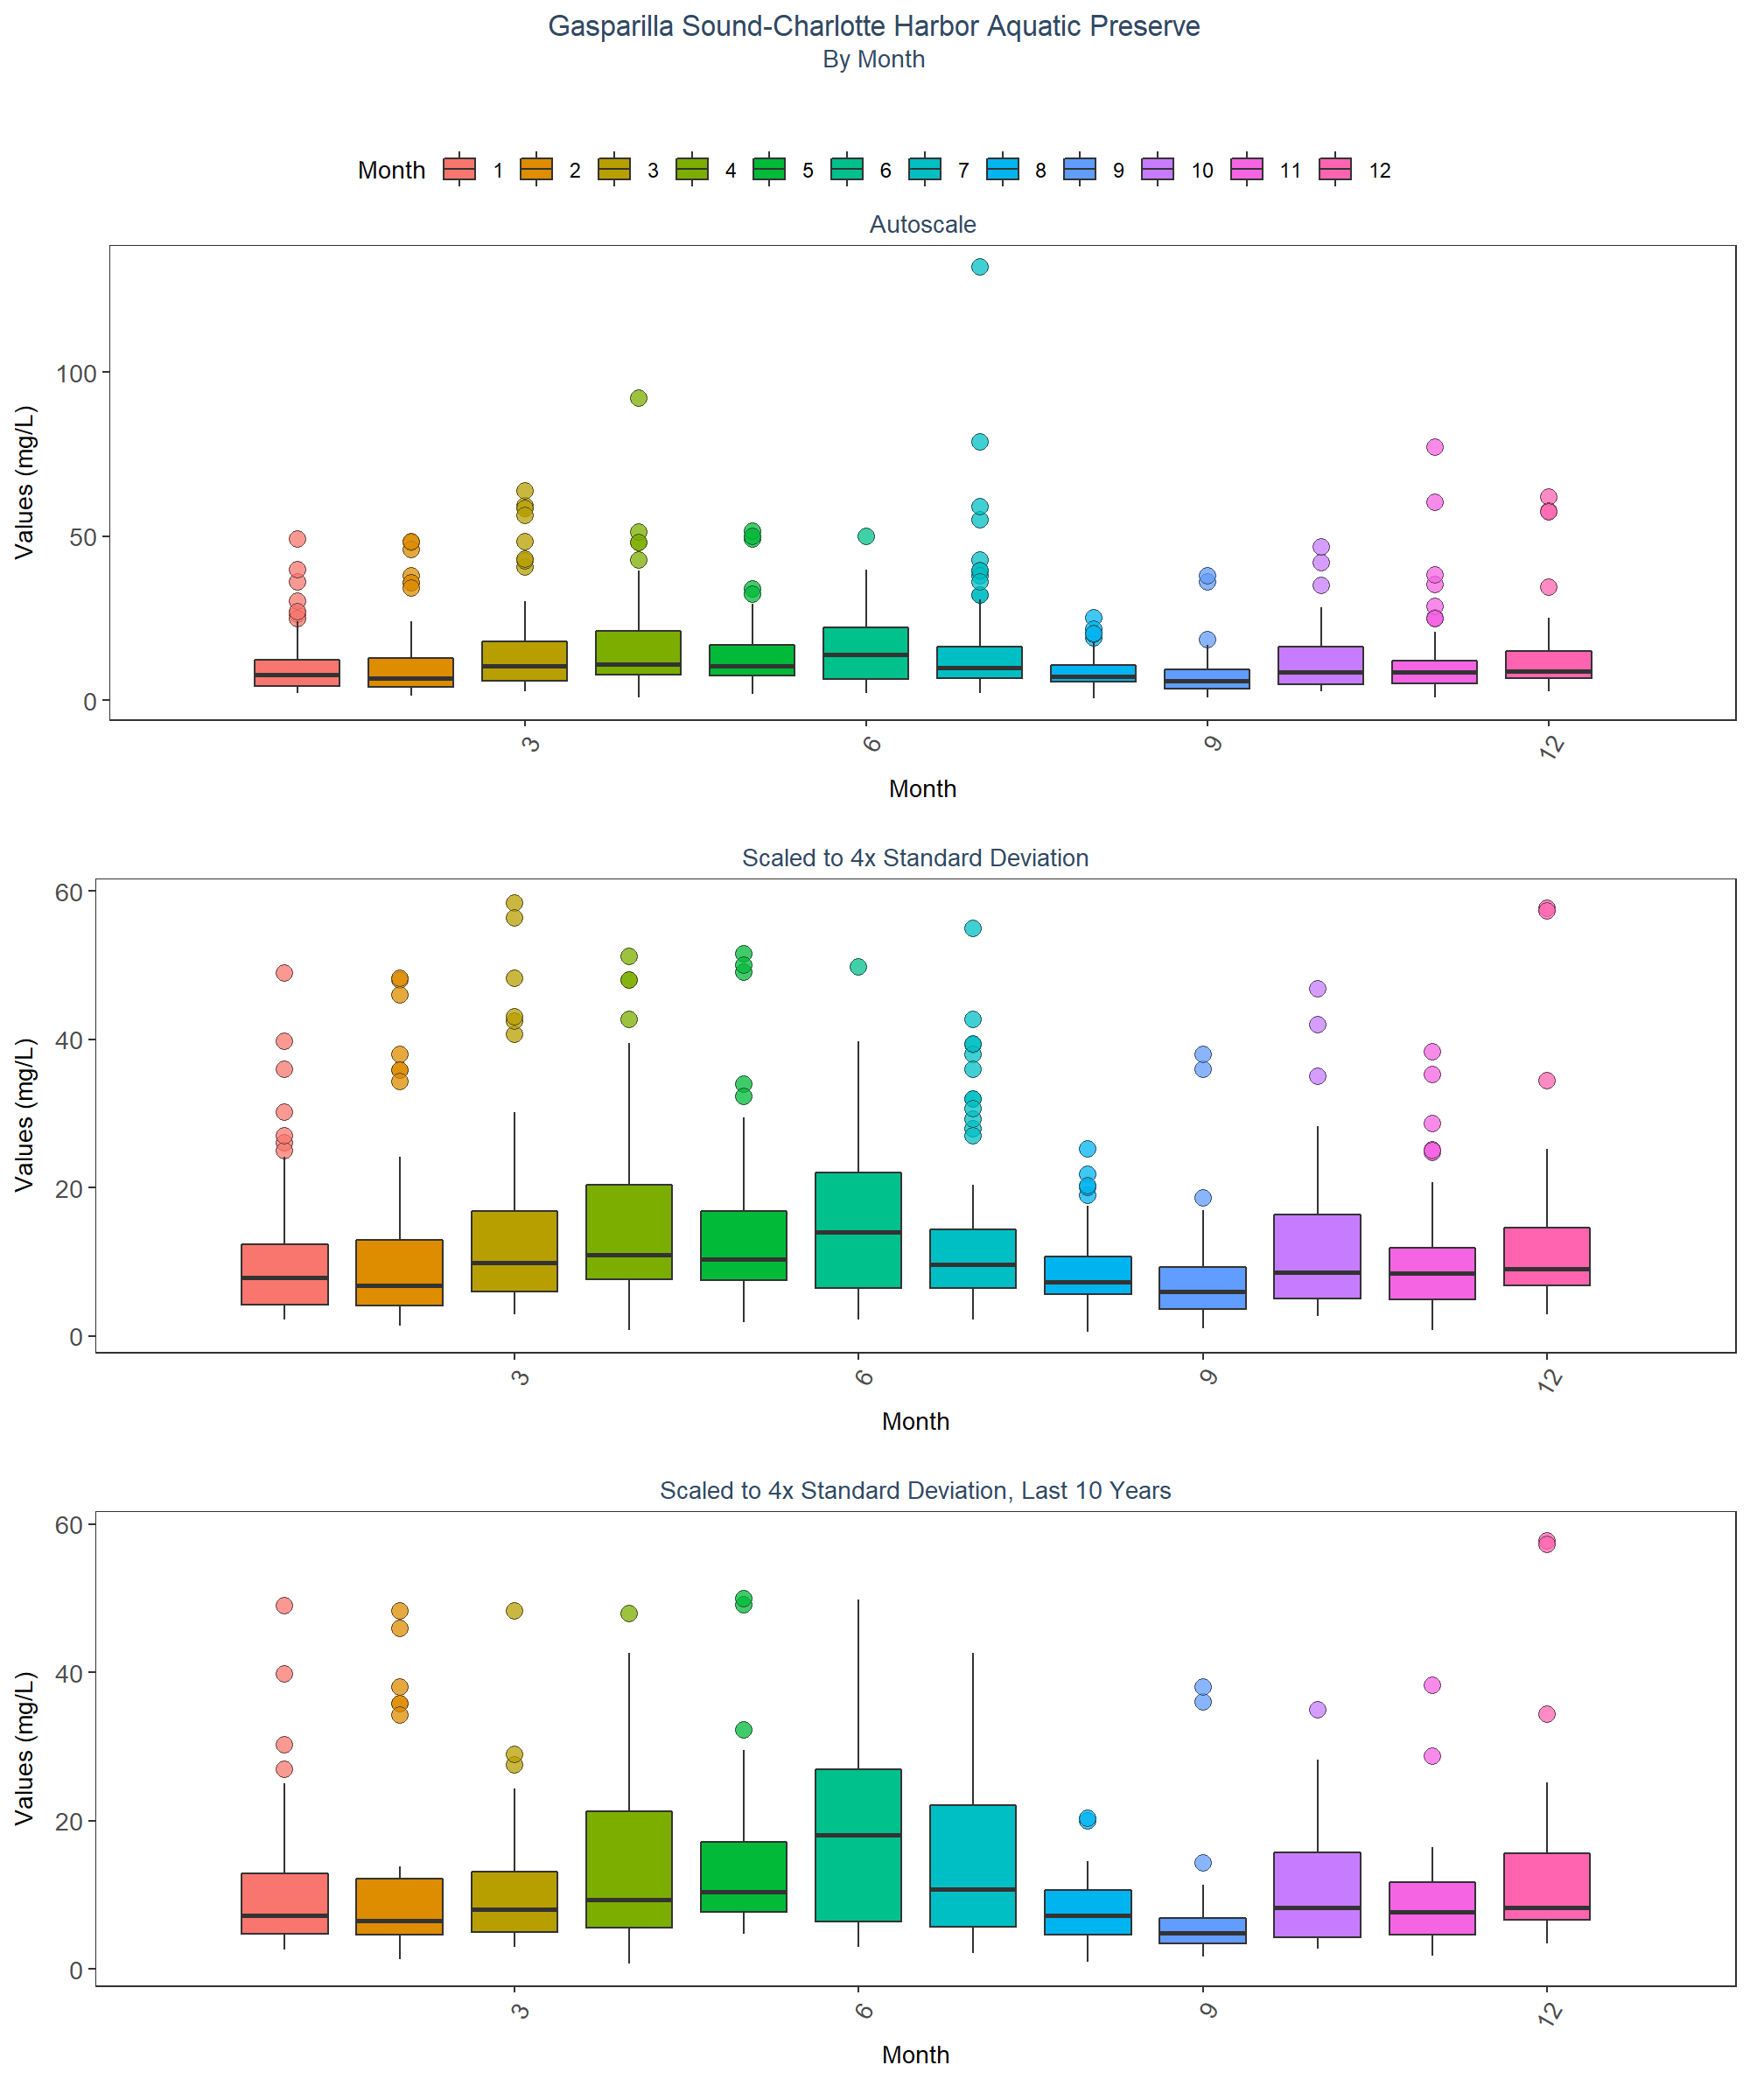 Gasparilla Sound-Charlotte Harbor Aquatic Preserve
By Month
Month 1 2 3 4 5 6 7 8 9 10 11 12
Autoscale
Values (mg/L)
100
50
0
3 6 9 12
Month
Scaled to 4x Standard Deviation
Values (mg/L)
60
40
20
0
3 6 9 12
Month
Scaled to 4x Standard Deviation, Last 10 Years
Values (mg/L)
60
40
20
0
3 6 9 12
Month